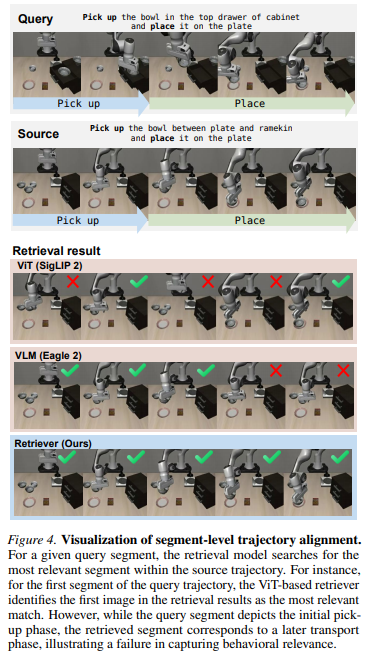 Query
Pick up the bowl in the top drawer of cabinet
and place it on the plate
Pick up
Place
Source
Pick up the bowl between plate and ramekin
and place it on the plate
Pick up
Place
Retrieval result
ViT (SigLIP 2)
VLM (Eagle 2)
Retriever (Ours)
Figure 4. Visualization of segment-level trajectory alignment.
For a given query segment, the retrieval model searches for the
most relevant segment within the source trajectory. For instance,
for the first segment of the query trajectory, the ViT-based retriever
identifies the first image in the retrieval results as the most relevant
match. However, while the query segment depicts the initial pick-
up phase, the retrieved segment corresponds to a later transport
phase, illustrating a failure in capturing behavioral relevance.